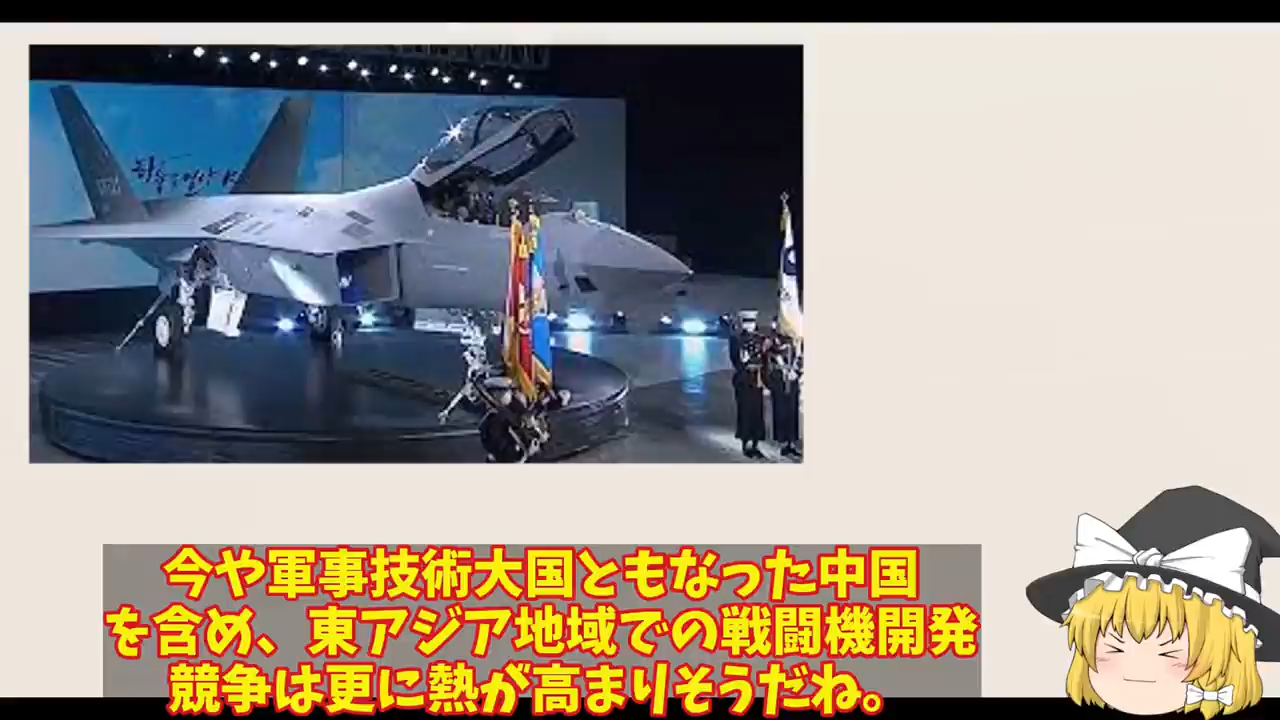 今や軍事技術大国ともなった中国
を含め、東アジア地域での戦闘機開発
競争は更に熱が高まりそうだね。